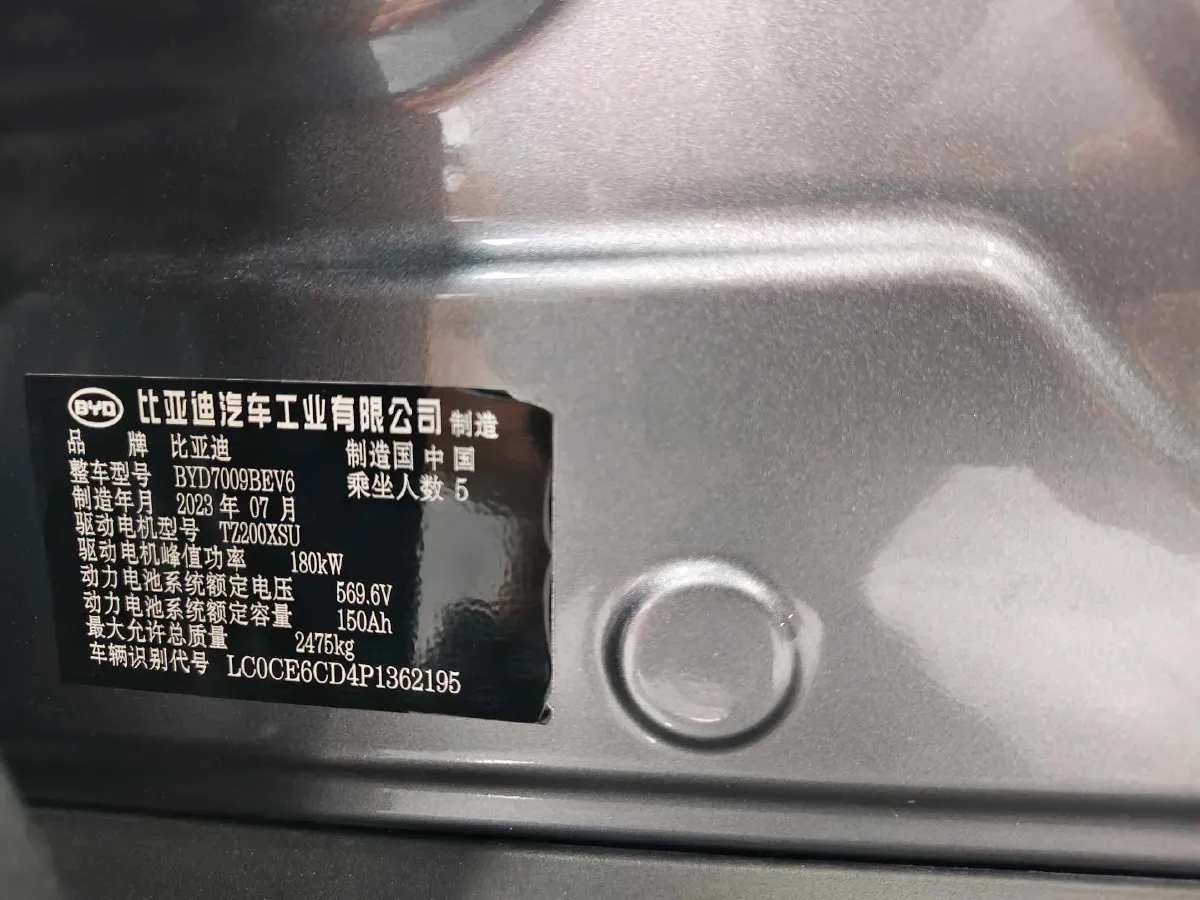 BYD 比亚迪汽车工业有限公司 制造
品 牌 比亚迪 制造国 中国
整车型号 BYD7009BEV6 乘坐人数 5
制造年月 2023 年 07 月
驱动电机型号 TZ200XSU
驱动电机峰值功率 180kW
动力电池系统额定电压 569.6V
动力电池系统额定容量 150Ah
最大允许总质量 2475kg
车辆识别代号 LC0CE6CD4P1362195